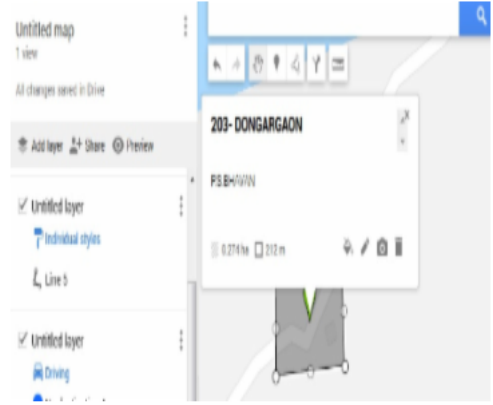 Untitled map
1 view
All changes saved in Drive
Add layer Share Preview
Untitled layer
Individual styles
Line 5
Untitled layer
Driving
203- DONGARGAON
P.S.BHAVAN
0.274 ha 212 m